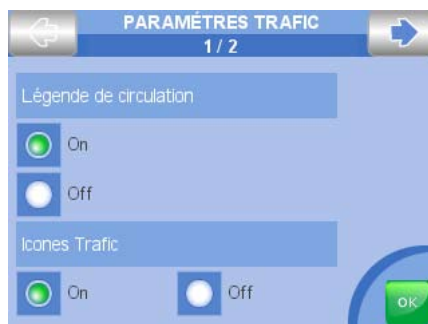 PARAMÉTRES TRAFIC
1 / 2
Légende de circulation
On
Off
Icones Trafic
On Off
OK